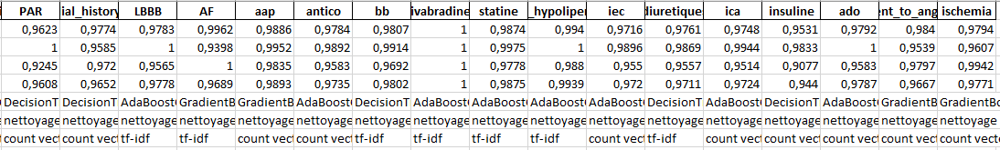 PAR ial_history LBBB AF aap antico bb ivabradine statine _hypolipe iec diuretique ica insuline ado ent_to_ang ischemia
0,9623 0,9774 0,9783 0,9962 0,9886 0,9784 0,9807 1 0,9874 0,994 0,9716 0,9761 0,9748 0,9531 0,9792 0,984 0,9794
1 0,9585 1 0,9398 0,9952 0,9892 0,9914 1 0,9975 1 0,9896 0,9869 0,9944 0,9833 1 0,9539 0,9607
0,9245 0,972 0,9565 1 0,9835 0,9583 0,9692 1 0,9778 0,988 0,955 0,9557 0,9514 0,9077 0,9583 0,9797 0,9942
0,9608 0,9652 0,9778 0,9689 0,9893 0,9735 0,9802 1 0,9875 0,9939 0,972 0,9711 0,9724 0,944 0,9787 0,9667 0,9771
DecisionT DecisionT AdaBoost GradientB GradientB AdaBoost DecisionT AdaBoost AdaBoost AdaBoost AdaBoost DecisionT AdaBoost AdaBoost AdaBoost GradientB GradientB
nettoyage nettoyage nettoyage nettoyage nettoyage nettoyage nettoyage nettoyage nettoyage nettoyage nettoyage nettoyage nettoyage nettoyage nettoyage nettoyage nettoyage
count vect count vect tf-idf tf-idf count vect count vect tf-idf tf-idf tf-idf tf-idf count vect tf-idf count vect count vect count vect count vect count vect